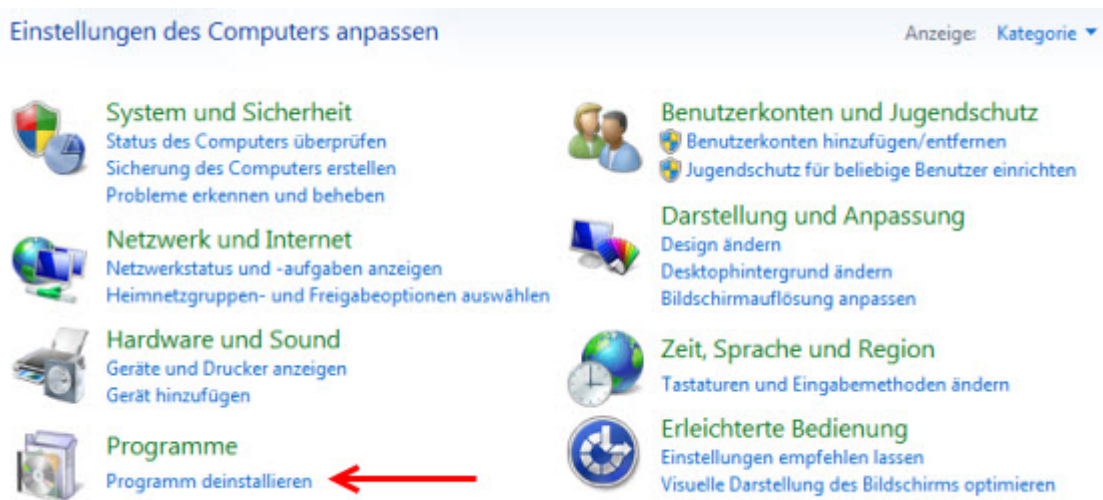 Einstellungen des Computers anpassen
Anzeige: Kategorie
System und Sicherheit
Status des Computers überprüfen
Sicherung des Computers erstellen
Probleme erkennen und beheben
Netzwerk und Internet
Netzwerkstatus und -aufgaben anzeigen
Heimnetzgruppen- und Freigabeoptionen auswählen
Hardware und Sound
Geräte und Drucker anzeigen
Gerät hinzufügen
Programme
Programm deinstallieren
Benutzerkonten und Jugendschutz
Benutzerkonten hinzufügen/entfernen
Jugendschutz für beliebige Benutzer einrichten
Darstellung und Anpassung
Design ändern
Desktophintergrund ändern
Bildschirmauflösung anpassen
Zeit, Sprache und Region
Tastaturen und Eingabemethoden ändern
Erleichterte Bedienung
Einstellungen empfehlen lassen
Visuelle Darstellung des Bildschirms optimieren